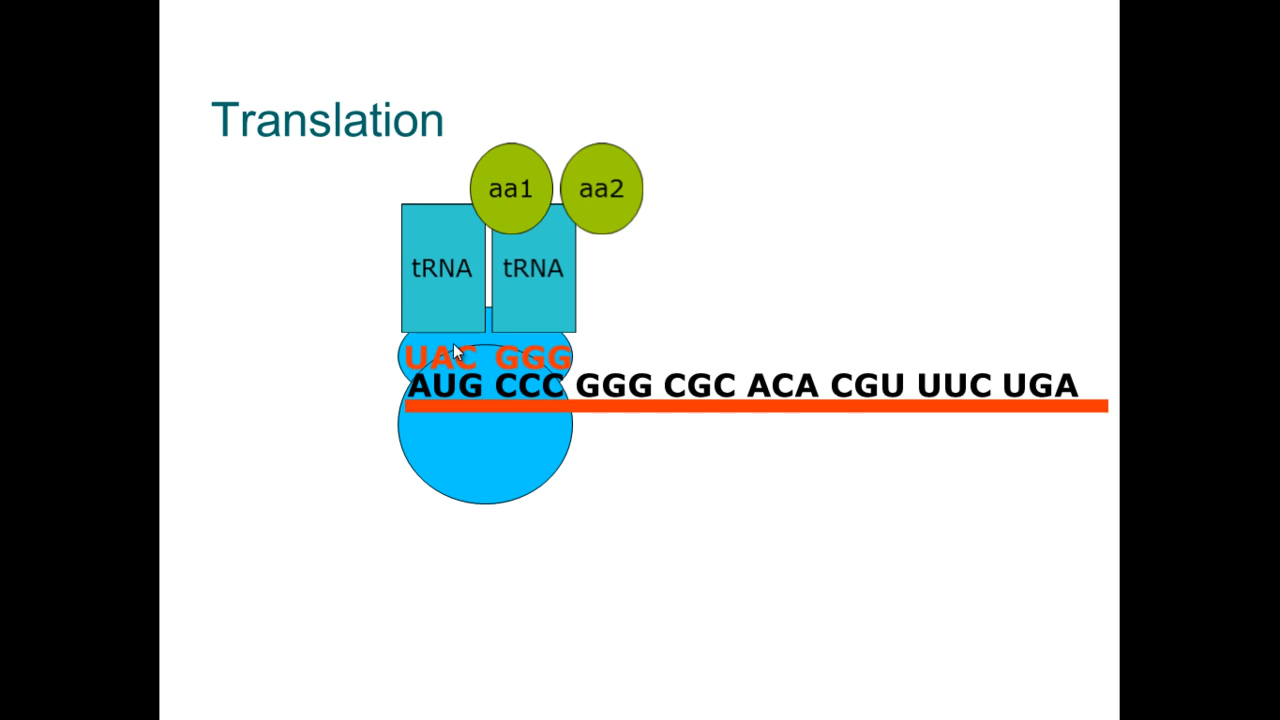 Translation
aa1 aa2
tRNA tRNA
UAC GGG
AUG CCC GGG CGC ACA CGU UUC UGA